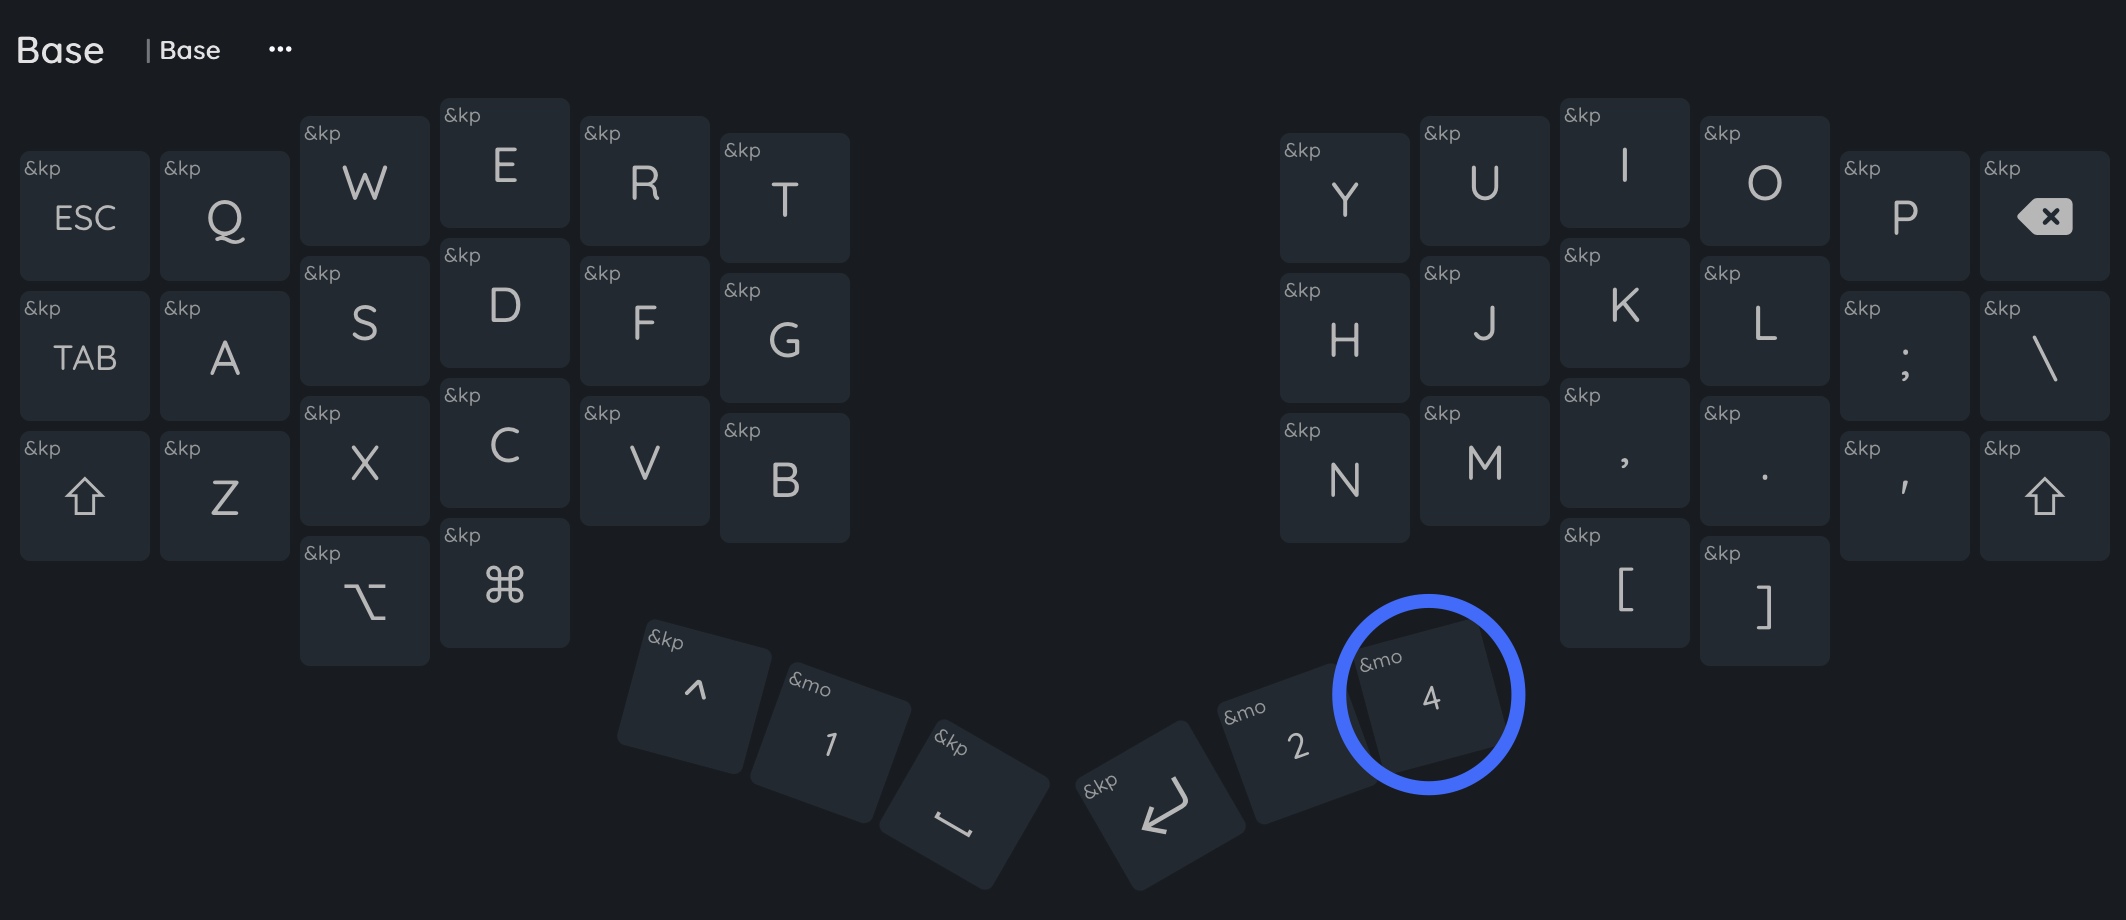 Base | Base ...
&kp ESC &kp Q &kp W &kp E &kp R &kp T &kp Y &kp U &kp I &kp O &kp P &kp
&kp TAB &kp A &kp S &kp D &kp F &kp G &kp H &kp J &kp K &kp L &kp ; &kp \
&kp ⇧ &kp Z &kp X &kp C &kp V &kp B &kp N &kp M &kp , &kp . &kp ' &kp ⇧
&kp ⌥ &kp ⌘ &kp [ &kp ]
&kp ^ &mo 1 &kp &kp &mo 2 &mo 4